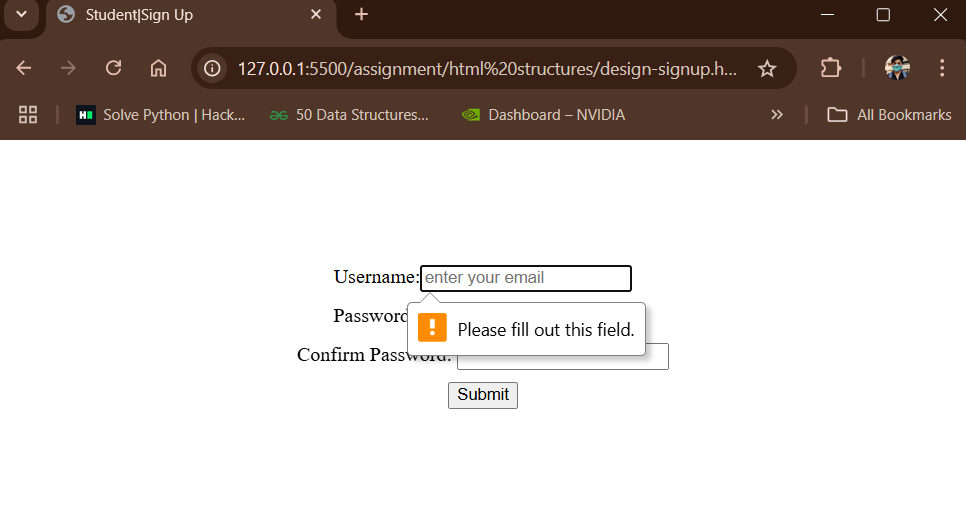 Student|Sign Up
127.0.0.1:5500/assignment/html%20structures/design-signup.h...
Solve Python | Hack... 50 Data Structures... Dashboard – NVIDIA All Bookmarks
Username: enter your email
Password
Please fill out this field.
Confirm Password:
Submit